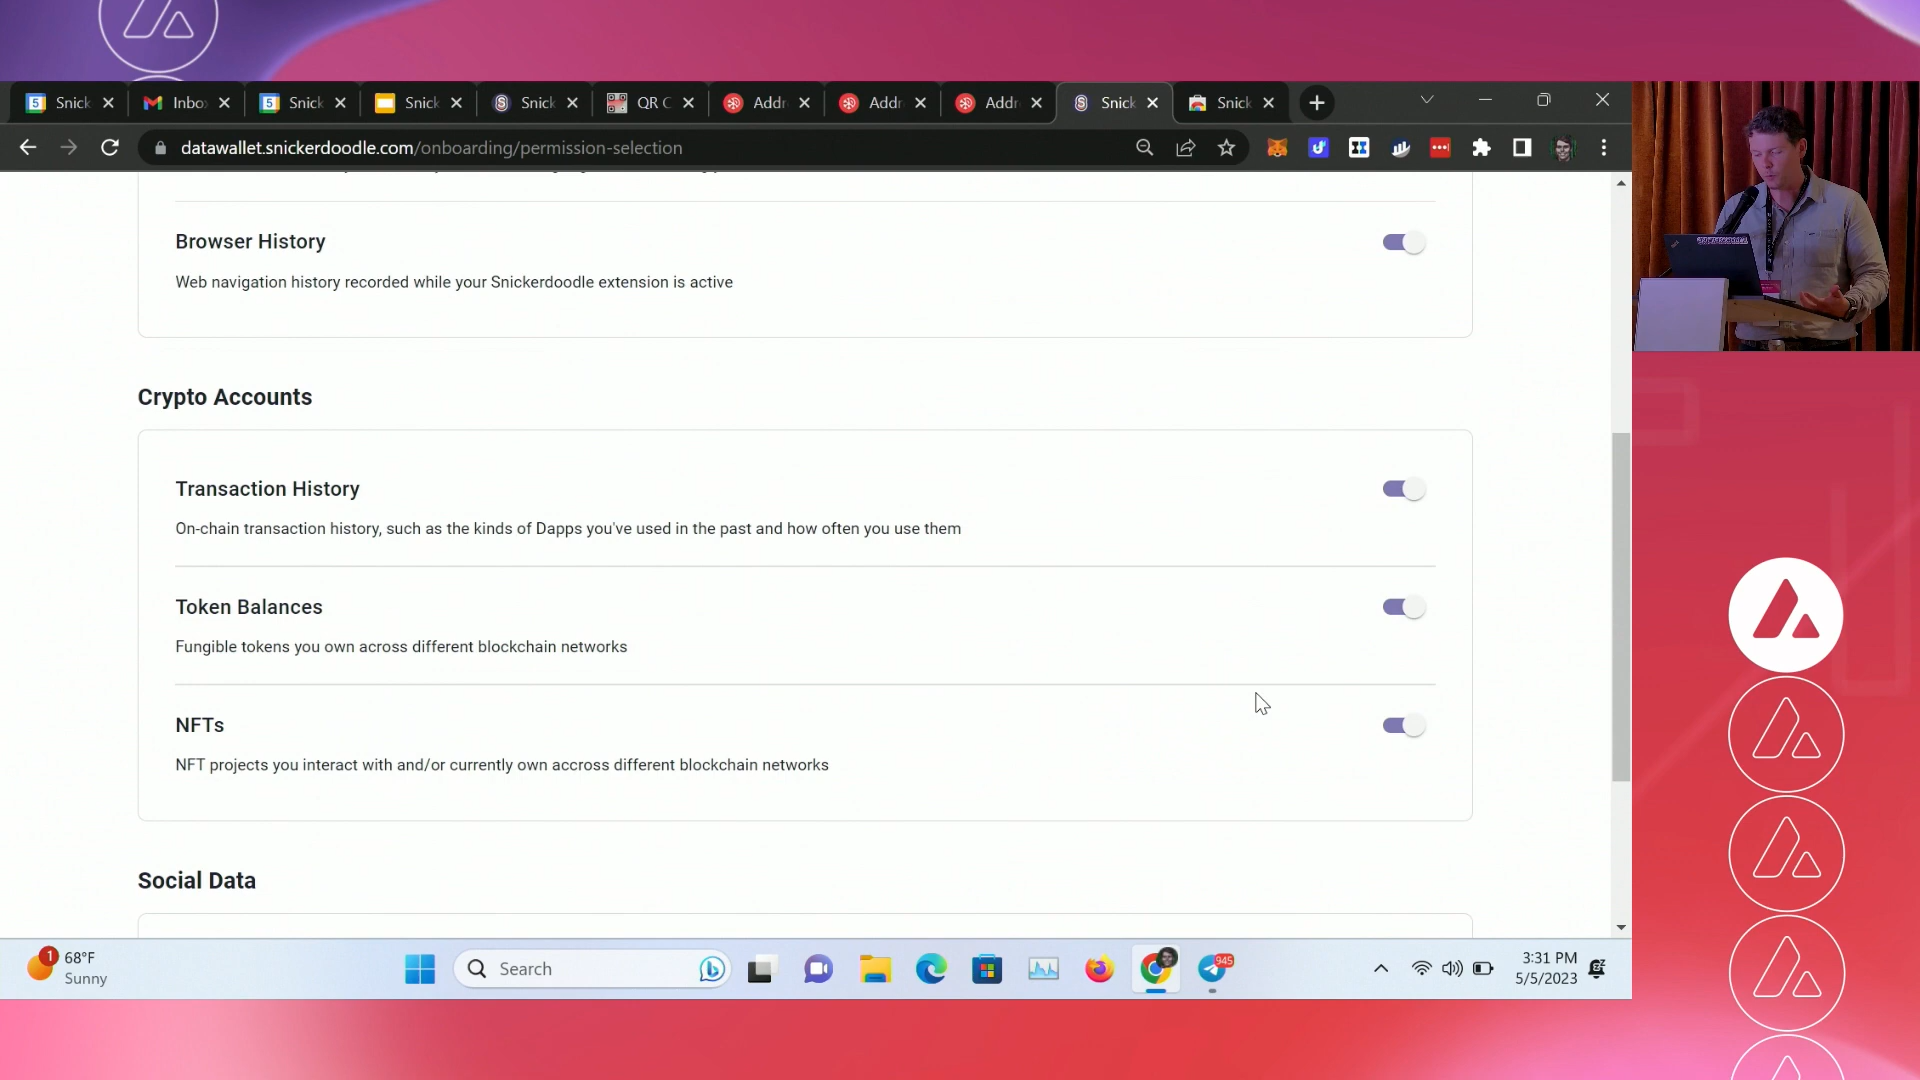 Snick
Inbo
Snick
Snick
Snick
QR C
Addr
Addr
Addr
Snick
Snick
datawallet.snickerdoodle.com/onboarding/permission-selection
Browser History
Web navigation history recorded while your Snickerdoodle extension is active
Crypto Accounts
Transaction History
On-chain transaction history, such as the kinds of Dapps you've used in the past and how often you use them
Token Balances
Fungible tokens you own across different blockchain networks
NFTs
NFT projects you interact with and/or currently own accross different blockchain networks
Social Data
1
68°F
Sunny
Search
945
3:31 PM
5/5/2023